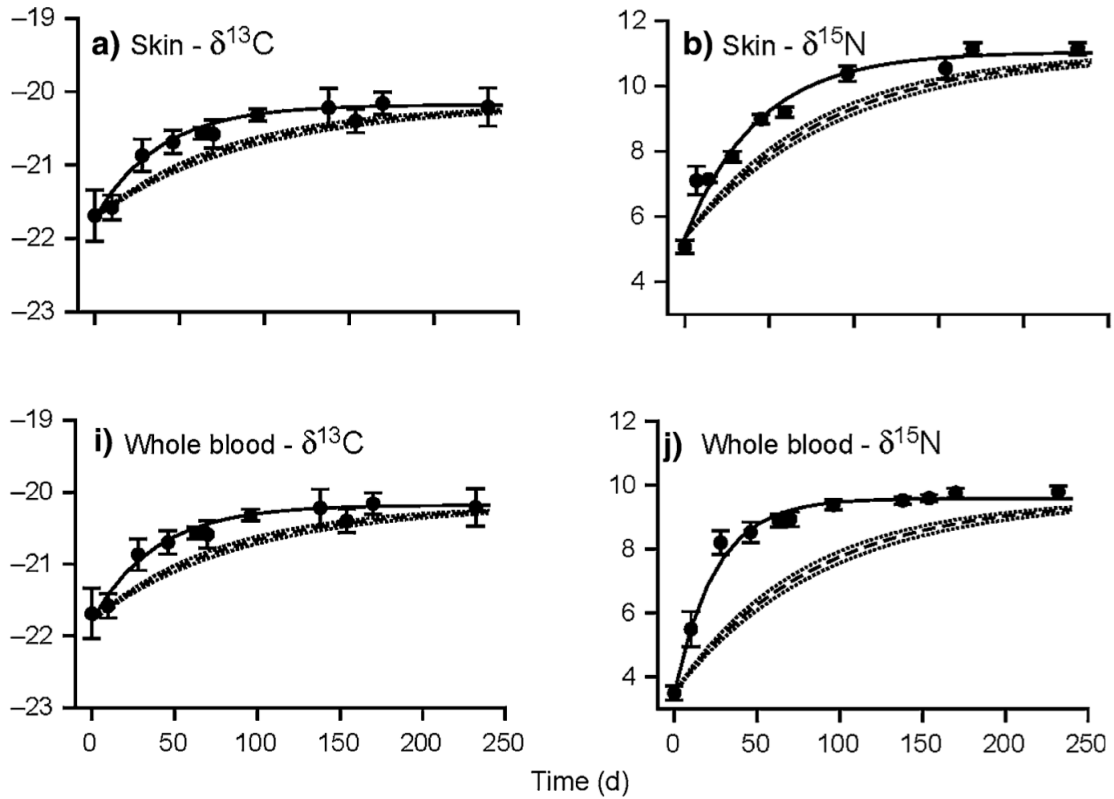 a) Skin - δ¹³C
−19
−20
−21
−22
−23
b) Skin - δ¹⁵N
12
10
8
6
4
i) Whole blood - δ¹³C
−19
−20
−21
−22
−23
0 50 100 150 200 250
j) Whole blood - δ¹⁵N
12
10
8
6
4
0 50 100 150 200 250
Time (d)